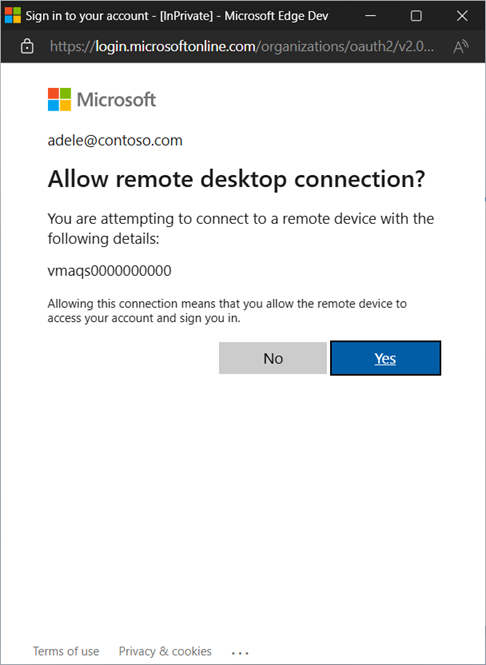 Sign in to your account - [InPrivate] - Microsoft Edge Dev
https://login.microsoftonline.com/organizations/oauth2/v2.0...
Microsoft
adele@contoso.com
Allow remote desktop connection?
You are attempting to connect to a remote device with the
following details:
vmaqs0000000000
Allowing this connection means that you allow the remote device to
access your account and sign you in.
No
Yes
Terms of use Privacy & cookies ...